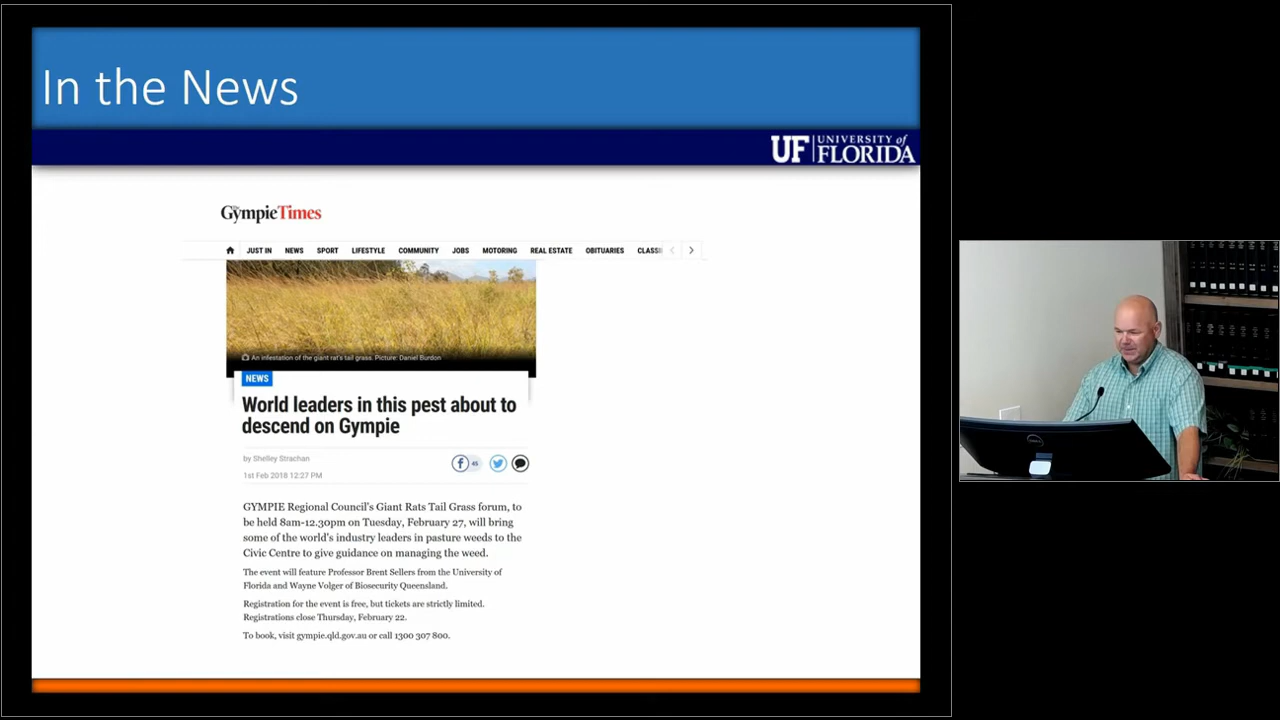 In the News
UF UNIVERSITY of FLORIDA
The Gympie Times
JUST IN NEWS SPORT LIFESTYLE COMMUNITY JOBS MOTORING REAL ESTATE OBITUARIES CLASSI
An infestation of the giant rat's tail grass. Picture: Daniel Burdon
NEWS
World leaders in this pest about to
descend on Gympie
by Shelley Strachan
45
1st Feb 2018 12:27 PM
GYMPIE Regional Council's Giant Rats Tail Grass forum, to
be held 8am-12.30pm on Tuesday, February 27, will bring
some of the world's industry leaders in pasture weeds to the
Civic Centre to give guidance on managing the weed.
The event will feature Professor Brent Sellers from the University of
Florida and Wayne Volger of Biosecurity Queensland.
Registration for the event is free, but tickets are strictly limited.
Registrations close Thursday, February 22.
To book, visit gympie.qld.gov.au or call 1300 307 800.
DELL